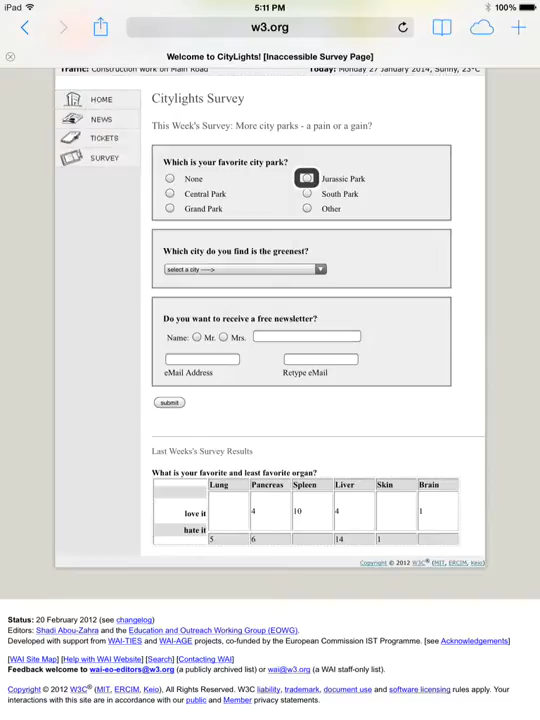 iPad 5:11 PM 100%
w3.org
Welcome to CityLights! [Inaccessible Survey Page]
Traffic: Construction work on Main Road Today: Monday 27 January 2014, Sunny, 23°C
HOME
NEWS
TICKETS
SURVEY
Citylights Survey
This Week's Survey: More city parks - a pain or a gain?
Which is your favorite city park?
None Jurassic Park
Central Park South Park
Grand Park Other
Which city do you find is the greenest?
select a city ---->
Do you want to receive a free newsletter?
Name: Mr. Mrs.
eMail Address Retype eMail
submit
Last Weeks's Survey Results
What is your favorite and least favorite organ?
Lung Pancreas Spleen Liver Skin Brain
love it 4 10 4 1
hate it
5 6 14 1
Copyright © 2012 W3C® (MIT, ERCIM, Keio)
Status: 20 February 2012 (see changelog)
Editors: Shadi Abou-Zahra and the Education and Outreach Working Group (EOWG).
Developed with support from WAI-TIES and WAI-AGE projects, co-funded by the European Commission IST Programme. [see Acknowledgements]
[WAI Site Map] [Help with WAI Website] [Search] [Contacting WAI]
Feedback welcome to wai-eo-editors@w3.org (a publicly archived list) or wai@w3.org (a WAI staff-only list).
Copyright © 2012 W3C® (MIT, ERCIM, Keio), All Rights Reserved. W3C liability, trademark, document use and software licensing rules apply. Your
interactions with this site are in accordance with our public and Member privacy statements.